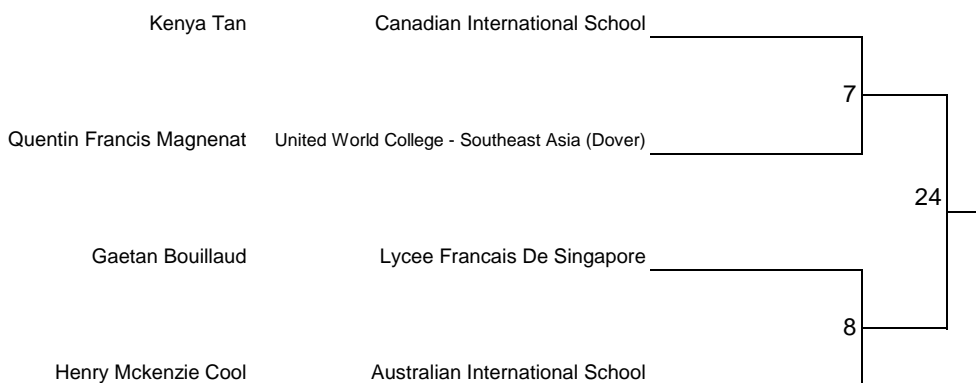 Kenya Tan Canadian International School
7
Quentin Francis Magnenat United World College - Southeast Asia (Dover)
24
Gaetan Bouillaud Lycee Francais De Singapore
8
Henry Mckenzie Cool Australian International School